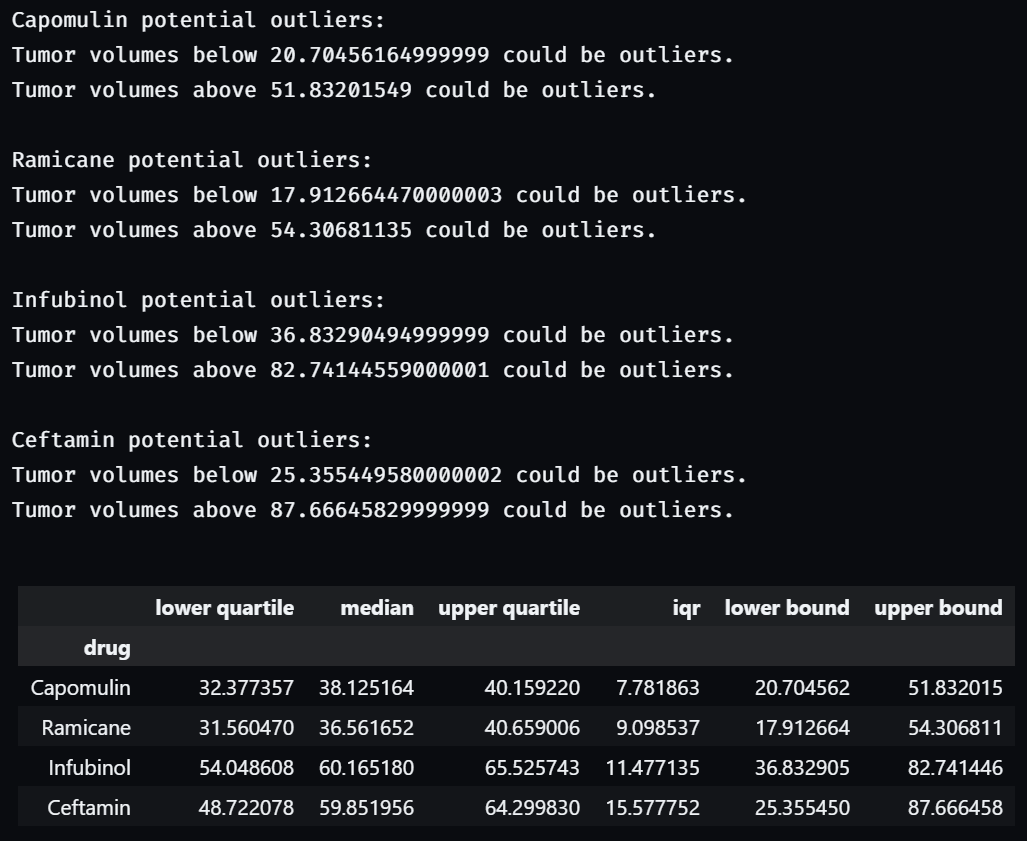 Capomulin potential outliers:
Tumor volumes below 20.70456164999999 could be outliers.
Tumor volumes above 51.83201549 could be outliers.
Ramicane potential outliers:
Tumor volumes below 17.912664470000003 could be outliers.
Tumor volumes above 54.30681135 could be outliers.
Infubinol potential outliers:
Tumor volumes below 36.83290494999999 could be outliers.
Tumor volumes above 82.74144559000001 could be outliers.
Ceftamin potential outliers:
Tumor volumes below 25.355449580000002 could be outliers.
Tumor volumes above 87.66645829999999 could be outliers.
lower quartile median upper quartile iqr lower bound upper bound
drug
Capomulin 32.377357 38.125164 40.159220 7.781863 20.704562 51.832015
Ramicane 31.560470 36.561652 40.659006 9.098537 17.912664 54.306811
Infubinol 54.048608 60.165180 65.525743 11.477135 36.832905 82.741446
Ceftamin 48.722078 59.851956 64.299830 15.577752 25.355450 87.666458